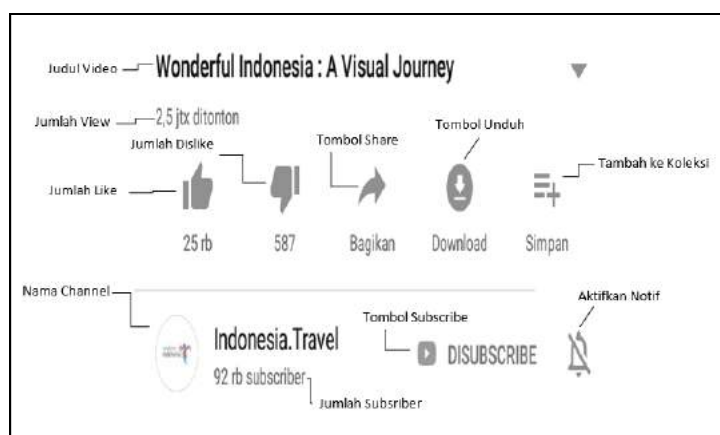 Judul Video
Wonderful Indonesia : A Visual Journey
Jumlah View
2,5 jtx ditonton
Jumlah Dislike
Tombol Share
Tombol Unduh
Tambah ke Koleksi
Jumlah Like
25 rb
587
Bagikan
Download
Simpan
Nama Channel
Aktifkan Notif
Tombol Subscribe
Indonesia.Travel
DISUBSCRIBE
92 rb subscriber
Jumlah Subsriber